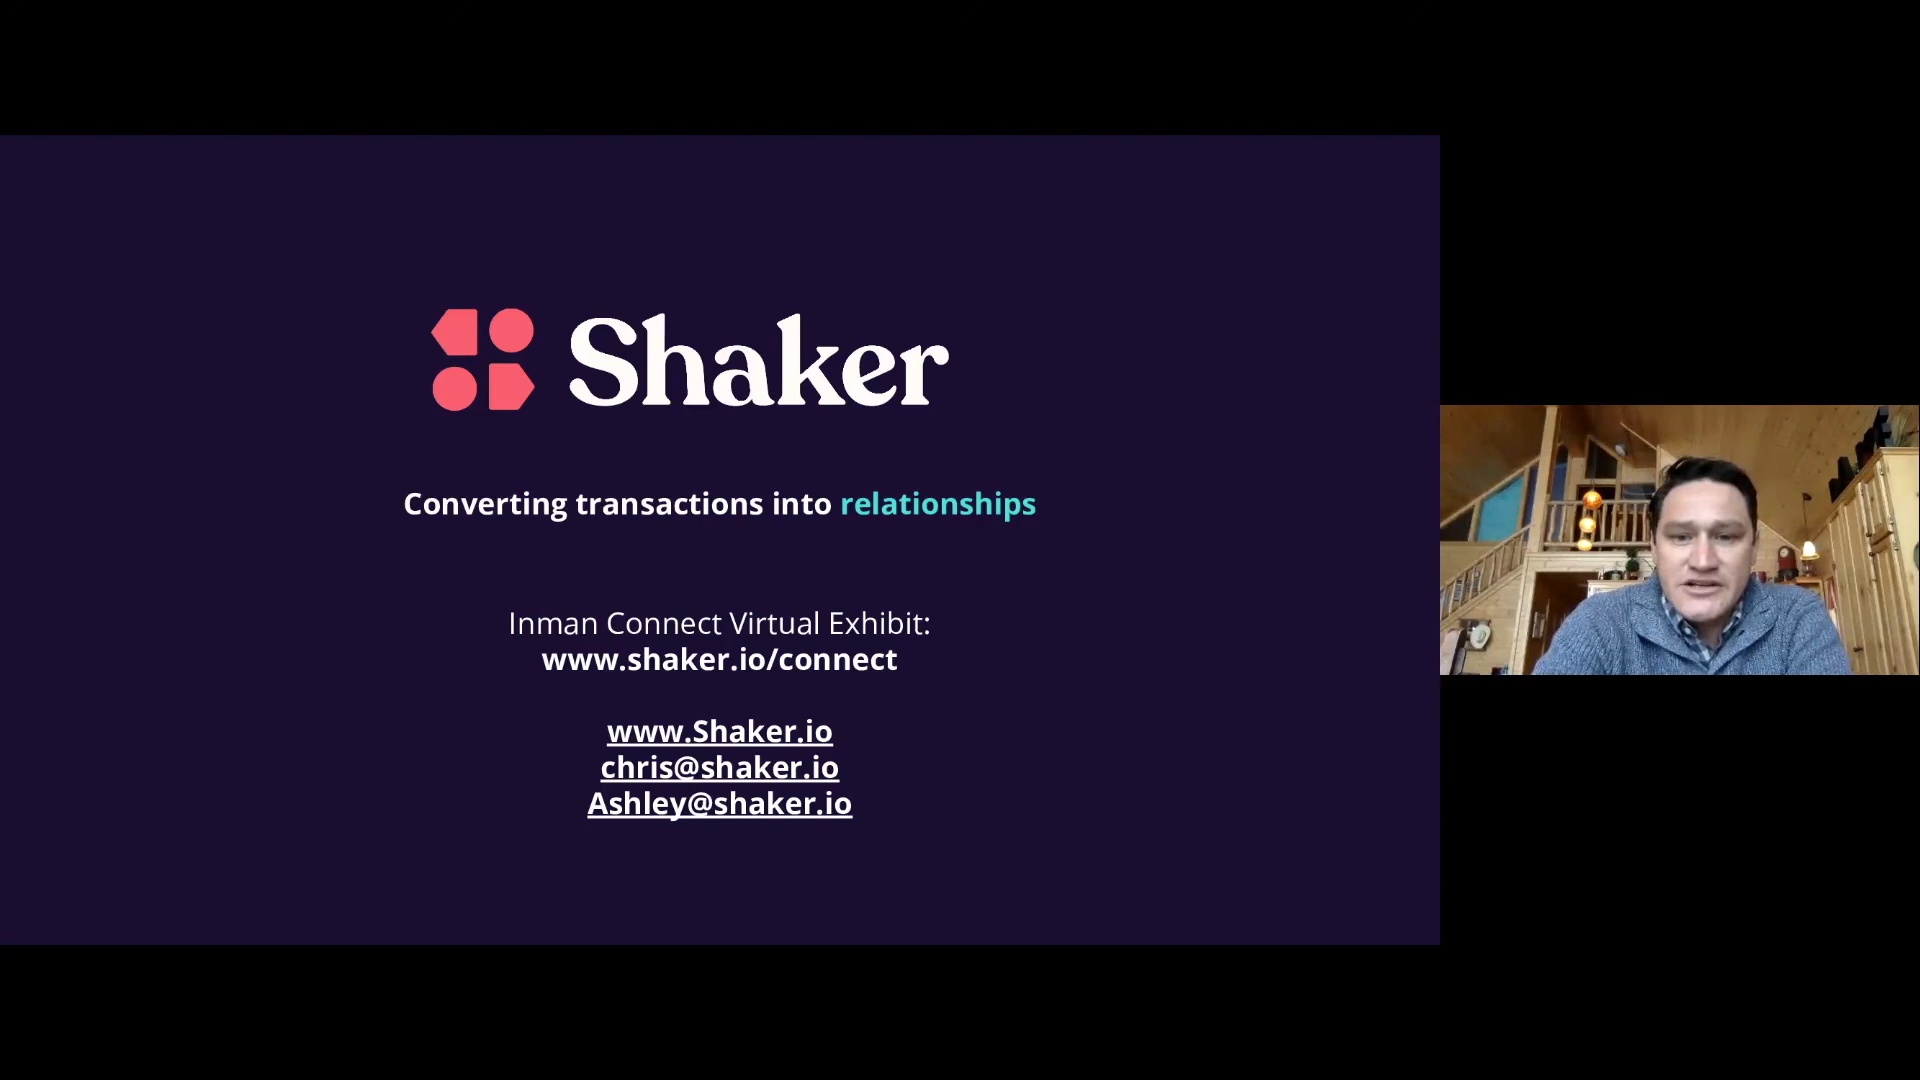 Shaker
Converting transactions into relationships
Inman Connect Virtual Exhibit:
www.shaker.io/connect
www.Shaker.io
chris@shaker.io
Ashley@shaker.io